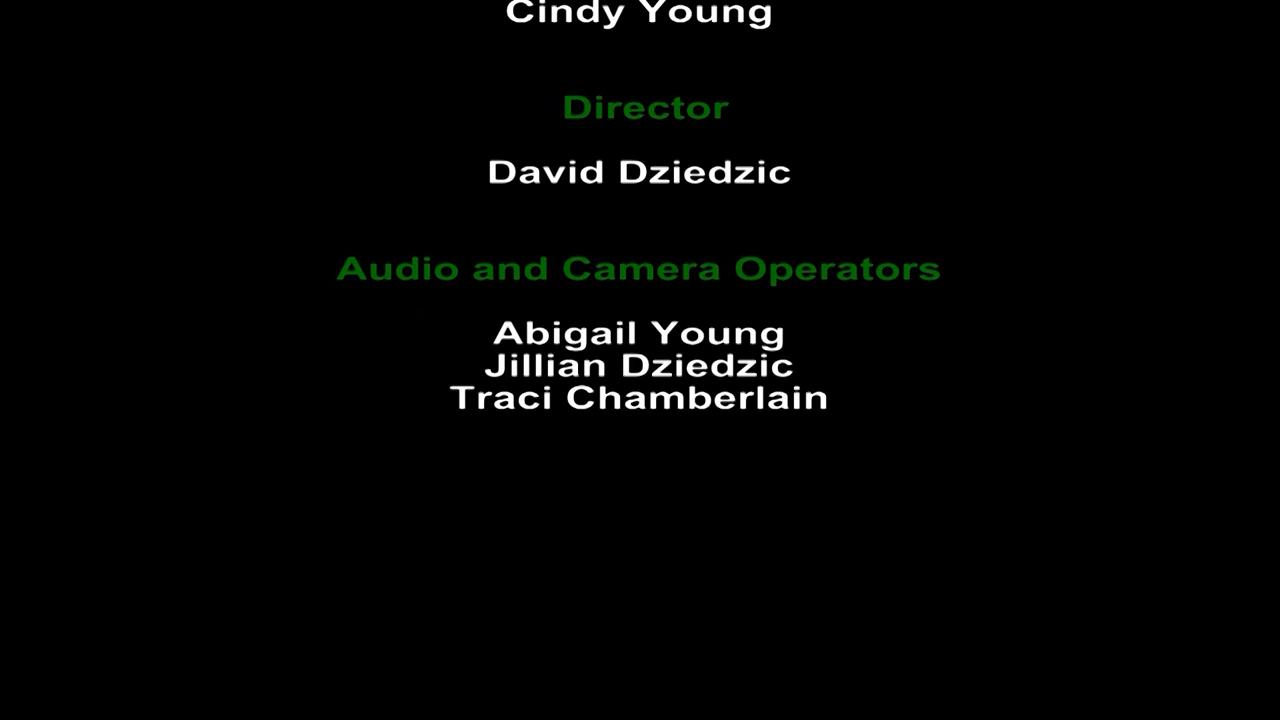 Cindy Young
Director
David Dziedzic
Audio and Camera Operators
Abigail Young
Jillian Dziedzic
Traci Chamberlain